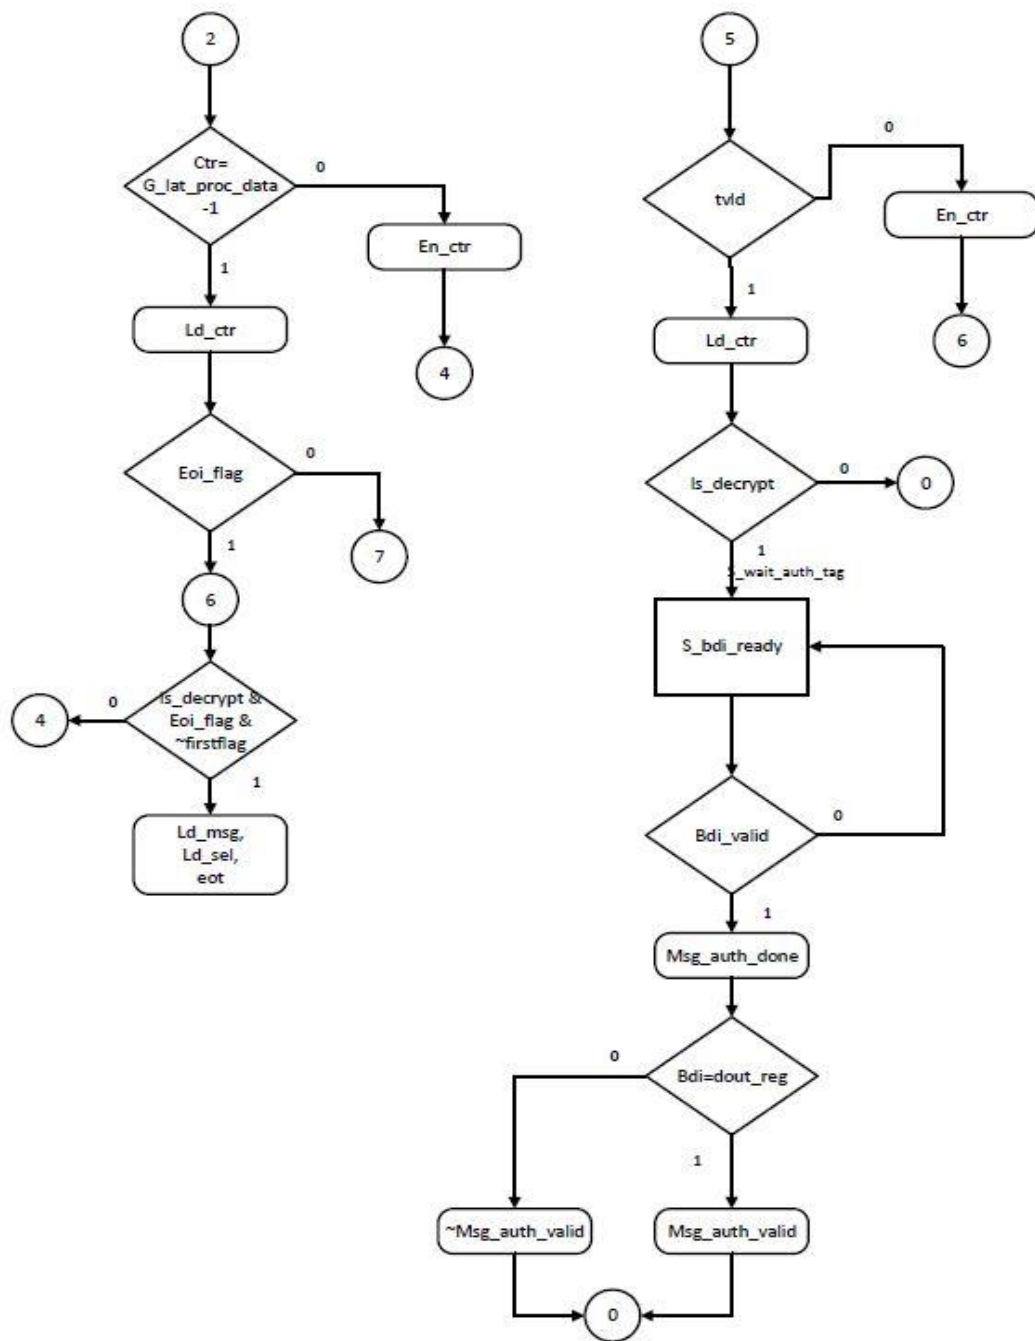 2
Ctr=
G_lat_proc_data
-1
0
En_ctr
4
1
Ld_ctr
Eoi_flag
0
7
1
6
Is_decrypt &
Eoi_flag &
~firstflag
0
4
1
Ld_msg,
Ld_sel,
eot
5
tvld
0
En_ctr
6
1
Ld_ctr
Is_decrypt
0
0
1
S_wait_auth_tag
S_bdi_ready
Bdi_valid
0
1
Msg_auth_done
Bdi=dout_reg
0
1
~Msg_auth_valid
Msg_auth_valid
0